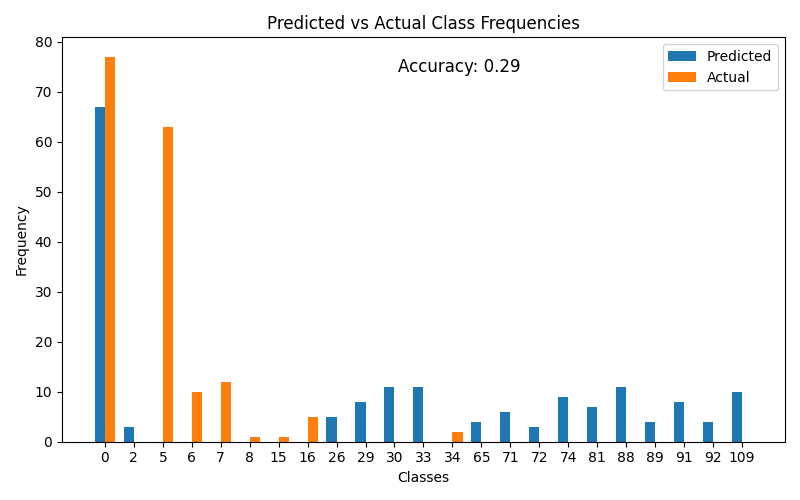 Predicted vs Actual Class Frequencies
Accuracy: 0.29
Predicted
Actual
Frequency
80
70
60
50
40
30
20
10
0
0 2 5 6 7 8 15 16 26 29 30 33 34 65 71 72 74 81 88 89 91 92 109
Classes